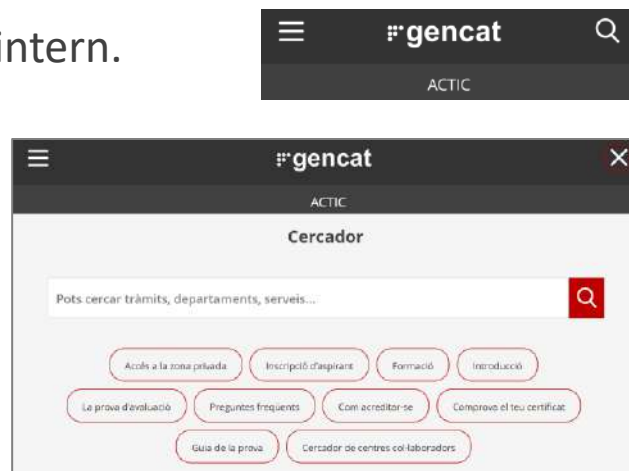 intern.
gencat
ACTIC
gencat
ACTIC
Cercador
Pots cercar tràmits, departaments, serveis...
Accés a la zona privada Inscripció d'aspirant Formació Introducció
La prova d'avaluació Preguntes freqüents Com acreditar-se Comprova el teu certificat
Guia de la prova Cercador de centres col·laboradors